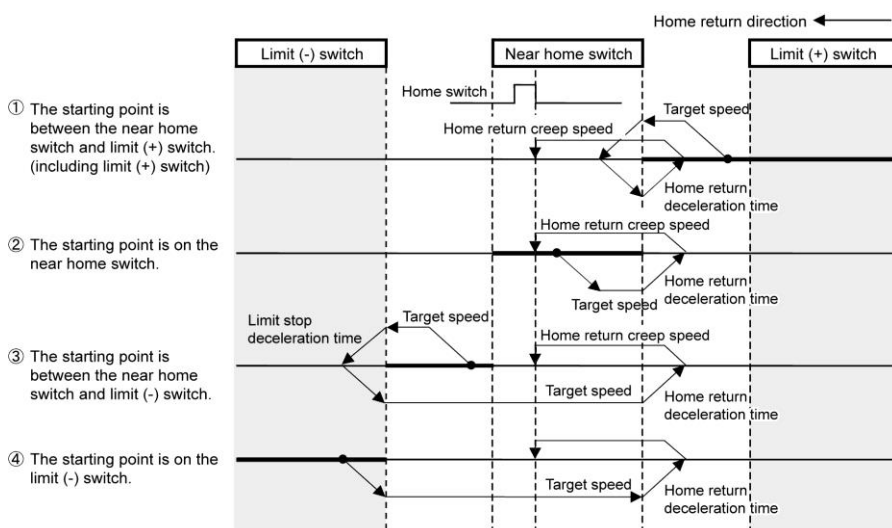 Home return direction
Limit (-) switch
Near home switch
Limit (+) switch
Home switch
① The starting point is
between the near home
switch and limit (+) switch.
(including limit (+) switch)
Target speed
Home return creep speed
Home return
deceleration time
② The starting point is on the
near home switch.
Home return creep speed
Home return
deceleration time
Target speed
Limit stop
deceleration time
Target speed
Home return creep speed
③ The starting point is
between the near home
switch and limit (-) switch.
Target speed
Home return
deceleration time
④ The starting point is on the
limit (-) switch.
Target speed
Home return
deceleration time